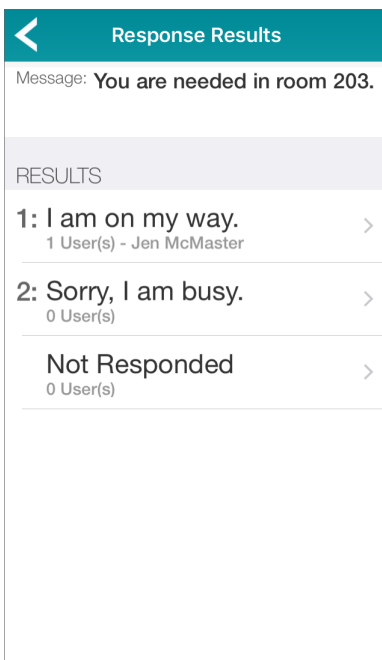 Response Results
Message: You are needed in room 203.
RESULTS
1: I am on my way.
1 User(s) - Jen McMaster
2: Sorry, I am busy.
0 User(s)
Not Responded
0 User(s)